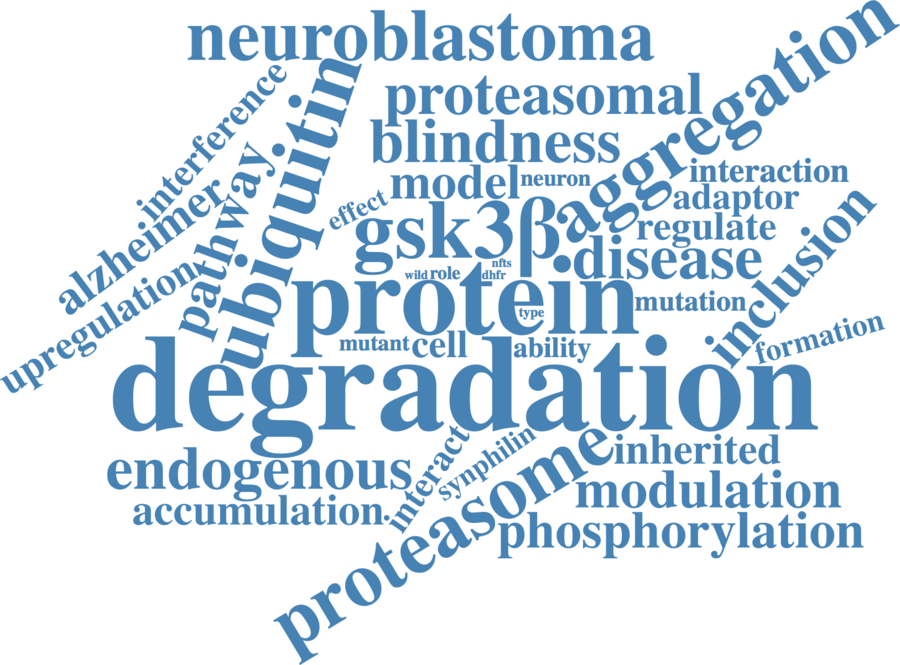 neuroblastoma
aggregation
proteasomal
interference
ubiquitin
blindness
pathway
alzheimer
model
neuron
interaction
effect
adaptor
gsk3β
regulate
inclusion
disease
nfts
wild
role
dhfr
upregulation
protein
type
mutation
mutant
cell
ability
formation
degradation
endogenous
interact
synphilin
inherited
accumulation
modulation
proteasome
phosphorylation